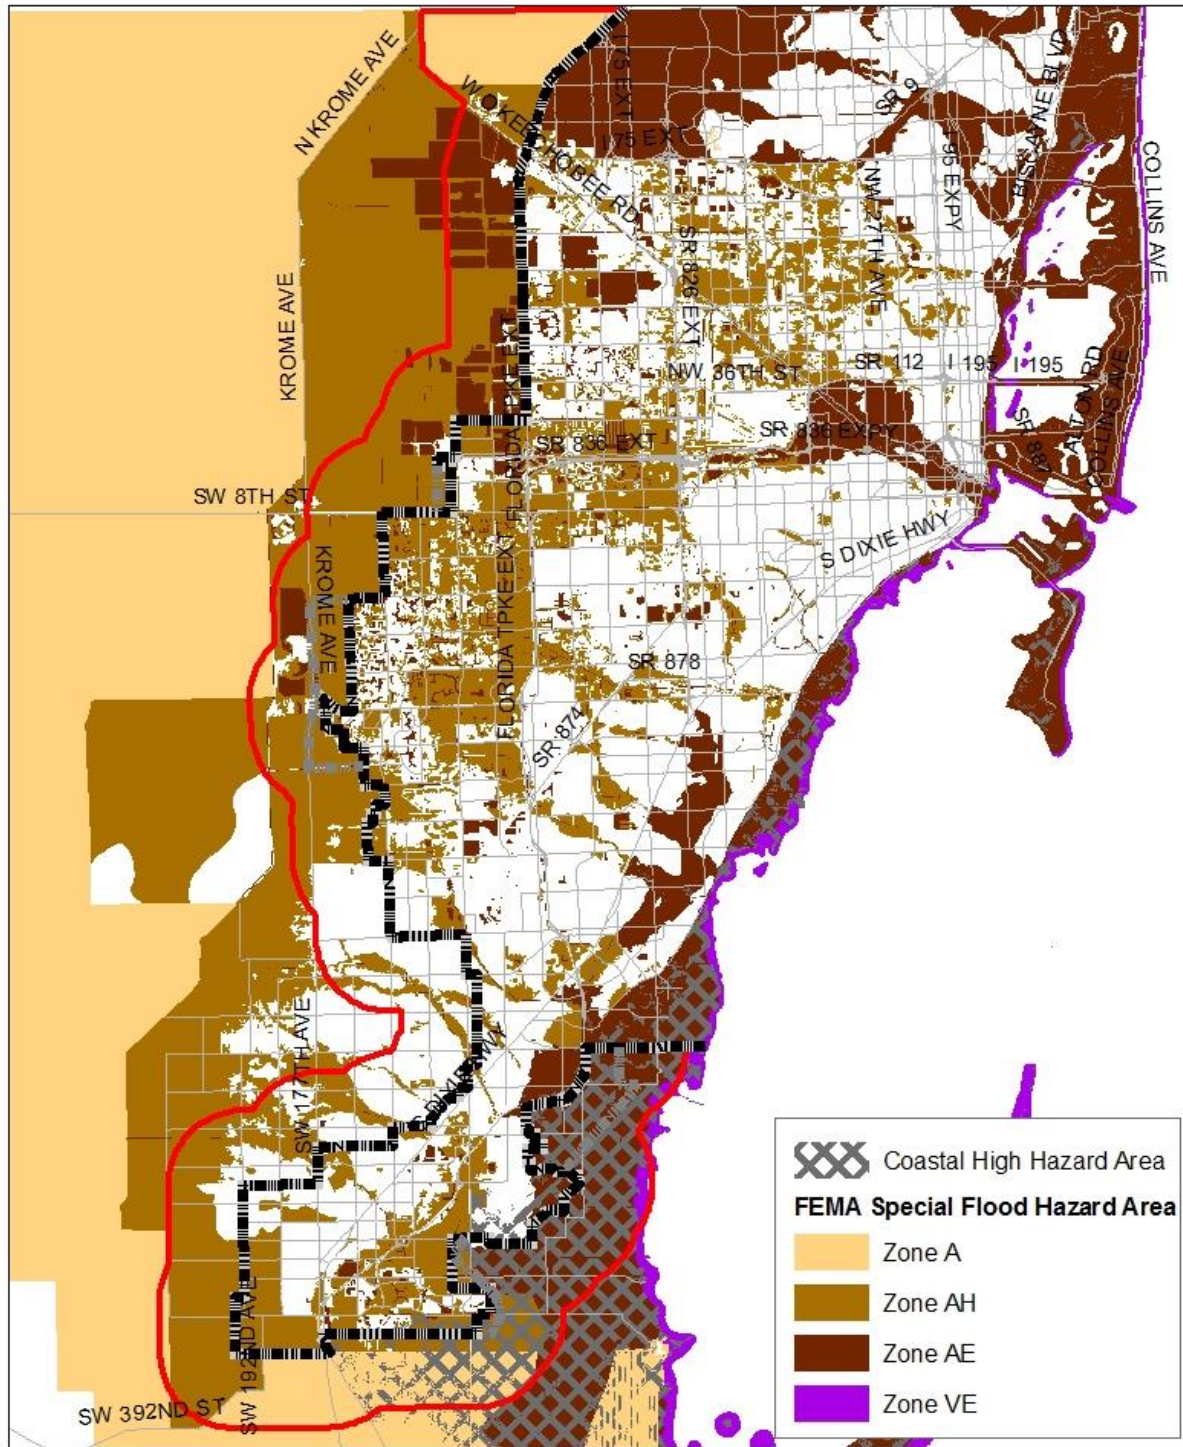 N KROME AVE
W OKEECHOBEE RD
I 75 EXT
I 75 EXT
SR 9
I 95 EXPY
BISCAYNE BLVD
COLLINS AVE
NW 27TH AVE
SR 826 EXT
KROME AVE
FLORIDA TPKE EXT
NW 36TH ST
SR 112
I 195
I 195
ALTON RD
COLLINS AVE
SR 887
SR 836 EXT
SR 836 EXPY
SW 8TH ST
KROME AVE
FLORIDA TPKE EXT
S DIXIE HWY
SR 878
SR 874
SW 177TH AVE
S DIXIE HWY
SW 192ND AVE
SW 392ND ST
Coastal High Hazard Area
FEMA Special Flood Hazard Area
Zone A
Zone AH
Zone AE
Zone VE